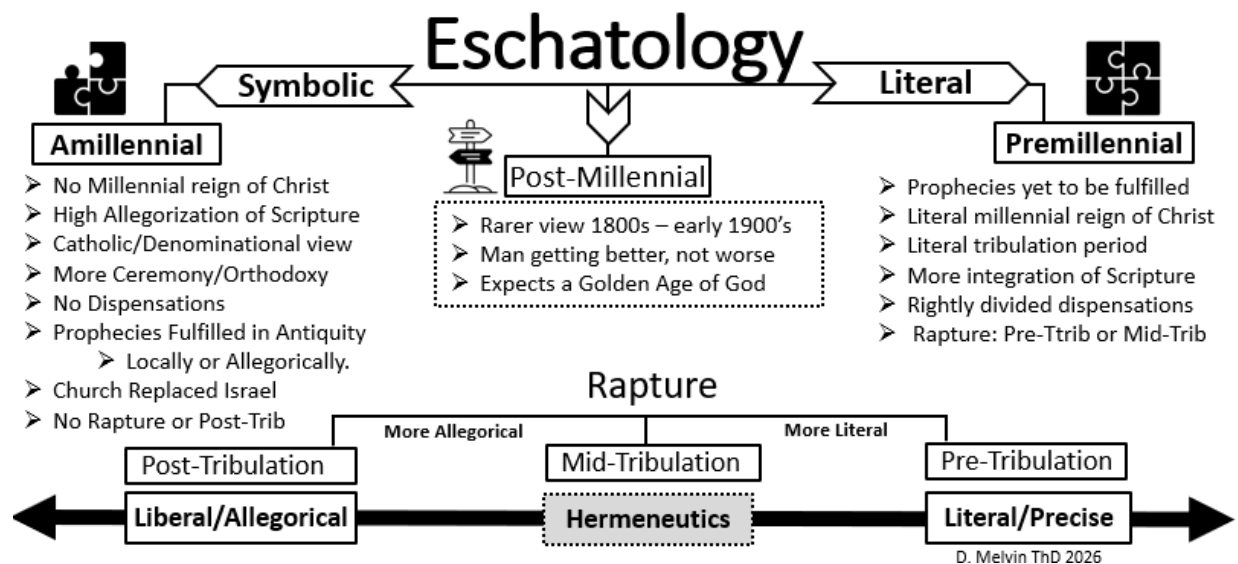 Eschatology
Symbolic
Literal
Amillennial
➢ No Millennial reign of Christ
➢ High Allegorization of Scripture
➢ Catholic/Denominational view
➢ More Ceremony/Orthodoxy
➢ No Dispensations
➢ Prophecies Fulfilled in Antiquity
➢ Locally or Allegorically.
➢ Church Replaced Israel
➢ No Rapture or Post-Trib
Post-Millennial
➢ Rarer view 1800s – early 1900’s
➢ Man getting better, not worse
➢ Expects a Golden Age of God
Premillennial
➢ Prophecies yet to be fulfilled
➢ Literal millennial reign of Christ
➢ Literal tribulation period
➢ More integration of Scripture
➢ Rightly divided dispensations
➢ Rapture: Pre-Ttrib or Mid-Trib
Rapture
More Allegorical
More Literal
Post-Tribulation
Mid-Tribulation
Pre-Tribulation
Liberal/Allegorical
Hermeneutics
Literal/Precise
D. Melvin ThD 2026